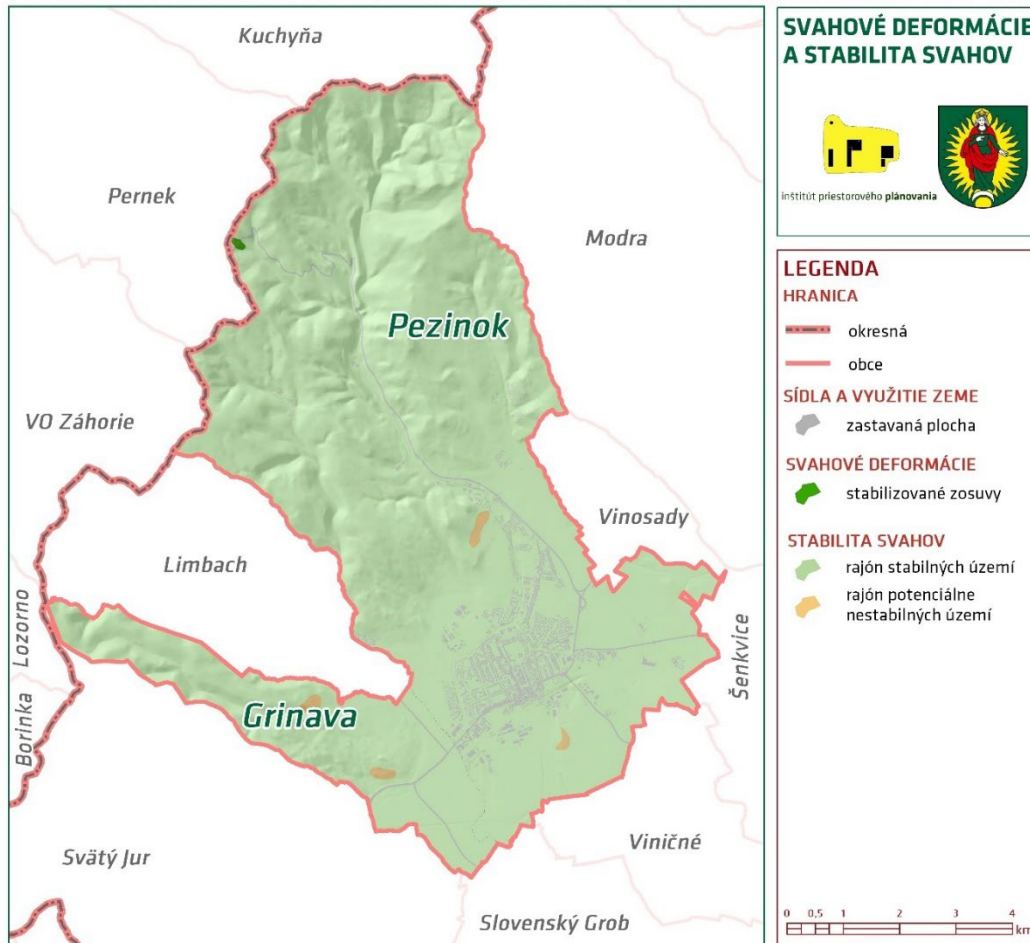 SVAHOVÉ DEFORMÁCIE
A STABILITA SVAHOV
inštitút priestorového plánovania
LEGENDA
HRANICA
okresná
obce
SÍDLA A VYUŽITIE ZEME
zastavaná plocha
SVAHOVÉ DEFORMÁCIE
stabilizované zosuvy
STABILITA SVAHOV
rajón stabilných území
rajón potenciálne
nestabilných území
0 0,5 1 2 3 4
km
Kuchyňa
Pernek
Modra
Pezinok
VO Záhorie
Vinosady
Limbach
Lozorno
Borinka
Šenkvice
Grinava
Viničné
Svätý Jur
Slovenský Grob